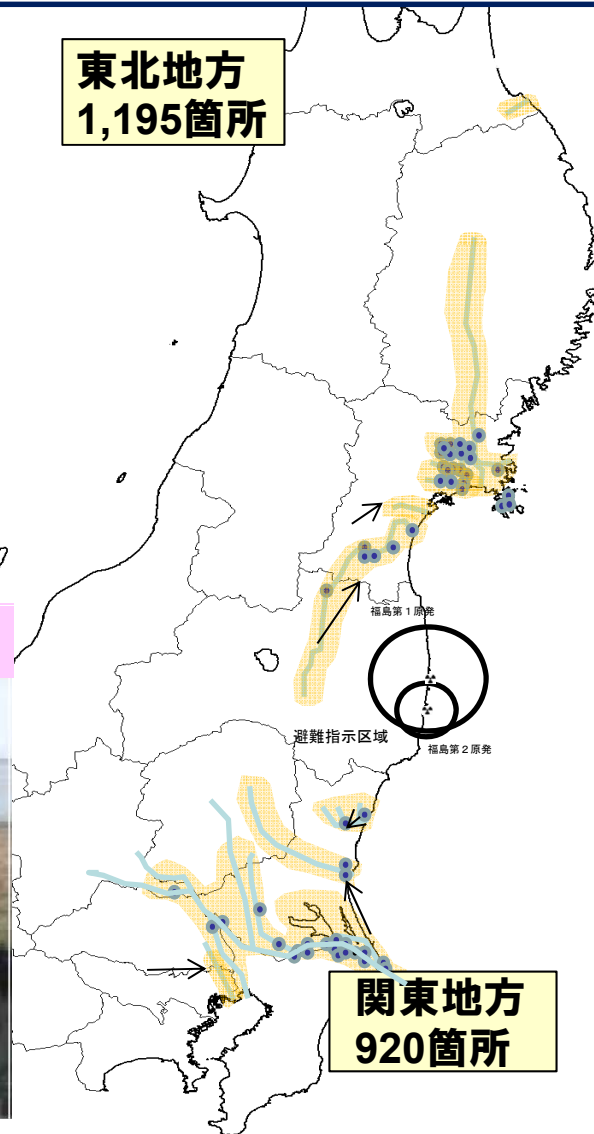 東北地方
1,195箇所
福島第1原発
避難指示区域
福島第2原発
関東地方
920箇所